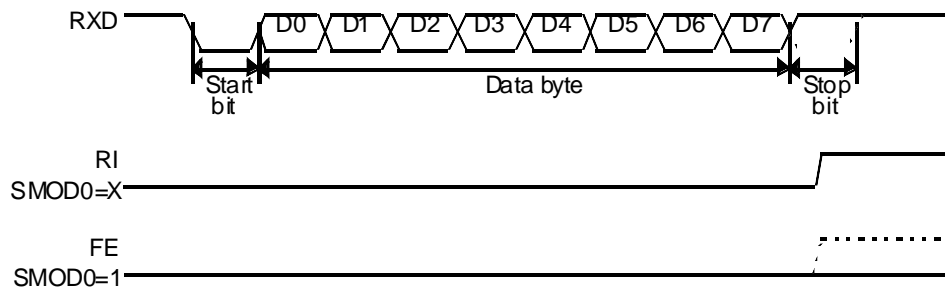 RXD D0 D1 D2 D3 D4 D5 D6 D7
Start bit
Data byte
Stop bit
RI
SMOD0=X
FE
SMOD0=1